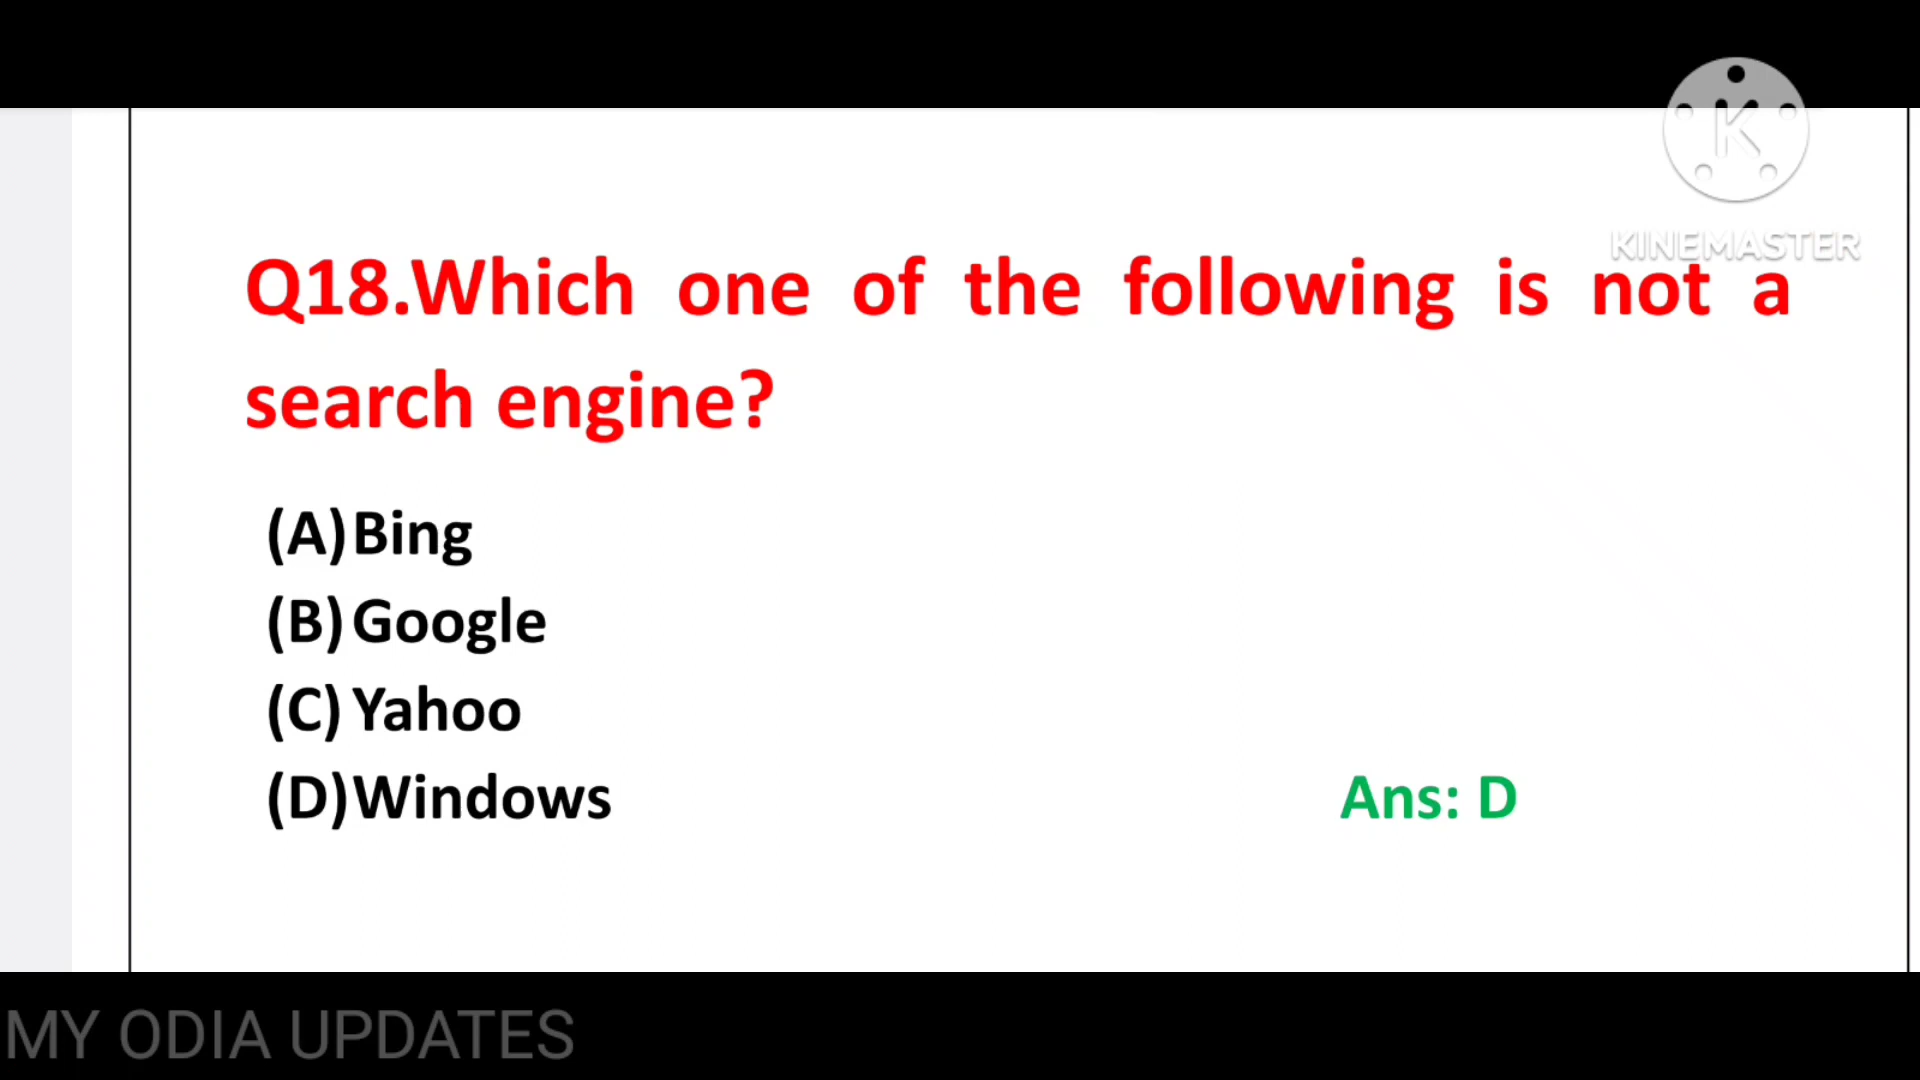 K
KINEMASTER
Q18.Which one of the following is not a
search engine?
(A)Bing
(B)Google
(C)Yahoo
(D)Windows
Ans: D
MY ODIA UPDATES